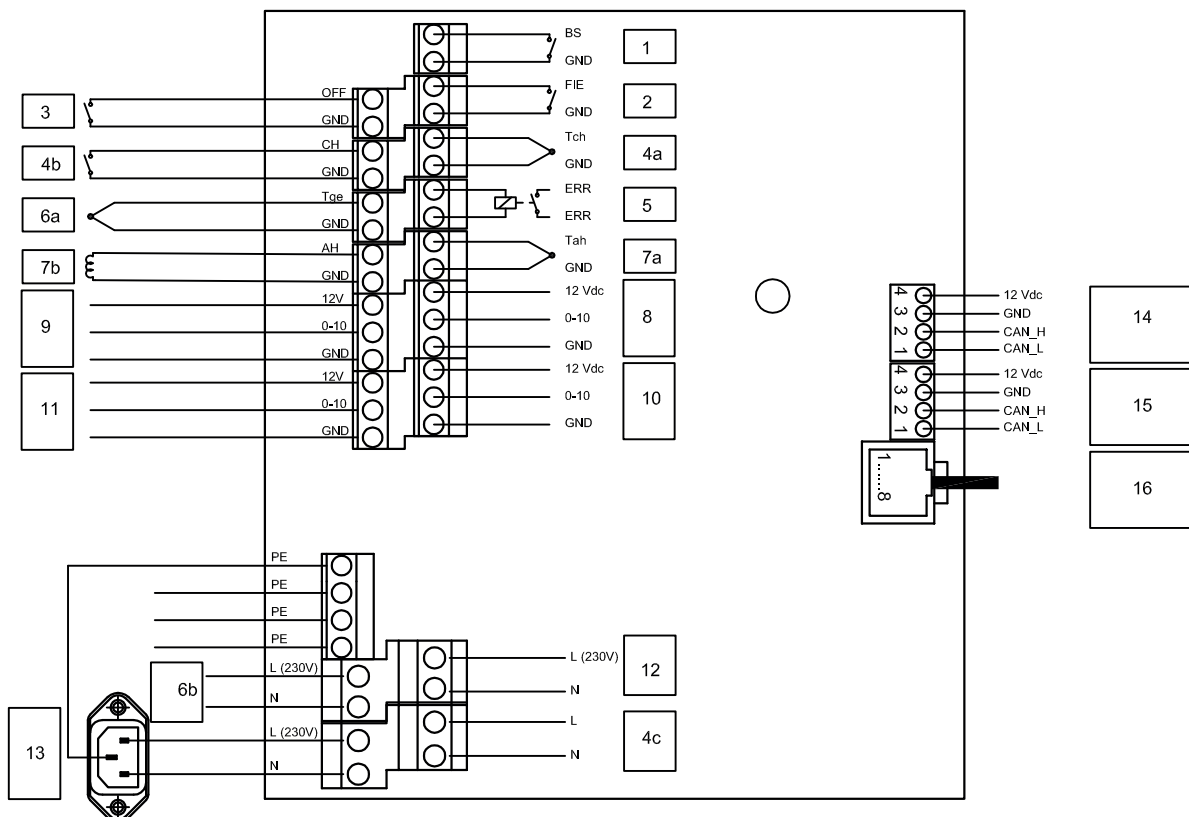 BS
GND
1
FIE
GND
2
OFF
GND
3
Tch
GND
4a
CH
GND
4b
ERR
ERR
5
Tge
GND
6a
Tah
GND
7a
AH
GND
7b
12 Vdc
0-10
GND
8
12V
0-10
GND
9
12 Vdc
0-10
GND
10
12V
0-10
GND
11
4 12 Vdc
3 GND
2 CAN_H
1 CAN_L
14
4 12 Vdc
3 GND
2 CAN_H
1 CAN_L
15
1......8
16
PE
PE
PE
PE
L (230V)
N
6b
L (230V)
N
12
L (230V)
N
13
L
N
4c